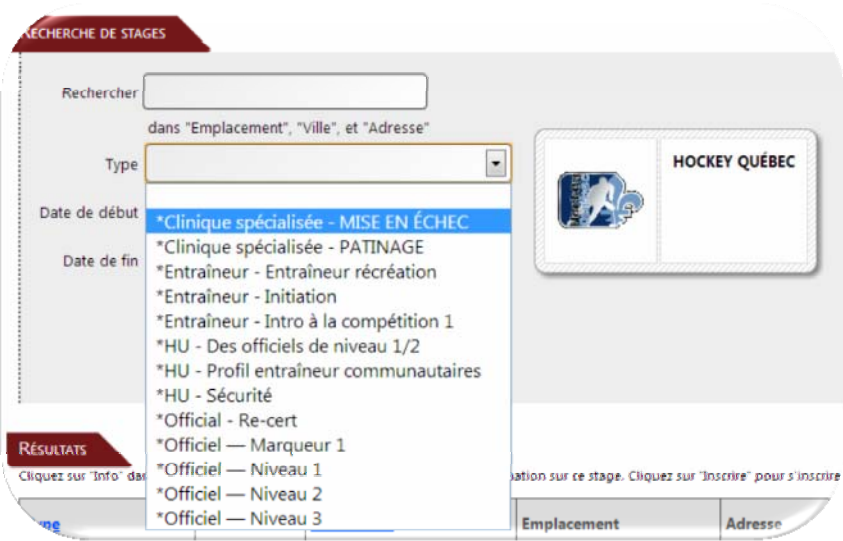 RECHERCHE DE STAGES
Rechercher
dans "Emplacement", "Ville", et "Adresse"
Type
HOCKEY QUÉBEC
Date de début
Date de fin
*Clinique spécialisée - MISE EN ÉCHEC
*Clinique spécialisée - PATINAGE
*Entraîneur - Entraîneur récréation
*Entraîneur - Initiation
*Entraîneur - Intro à la compétition 1
*HU - Des officiels de niveau 1/2
*HU - Profil entraîneur communautaires
*HU - Sécurité
*Official - Re-cert
*Officiel — Marqueur 1
*Officiel — Niveau 1
*Officiel — Niveau 2
*Officiel — Niveau 3
RÉSULTATS
Cliquez sur "Info" sur ce stage. Cliquez sur "Inscrire" pour s'inscrire
Emplacement Adresse